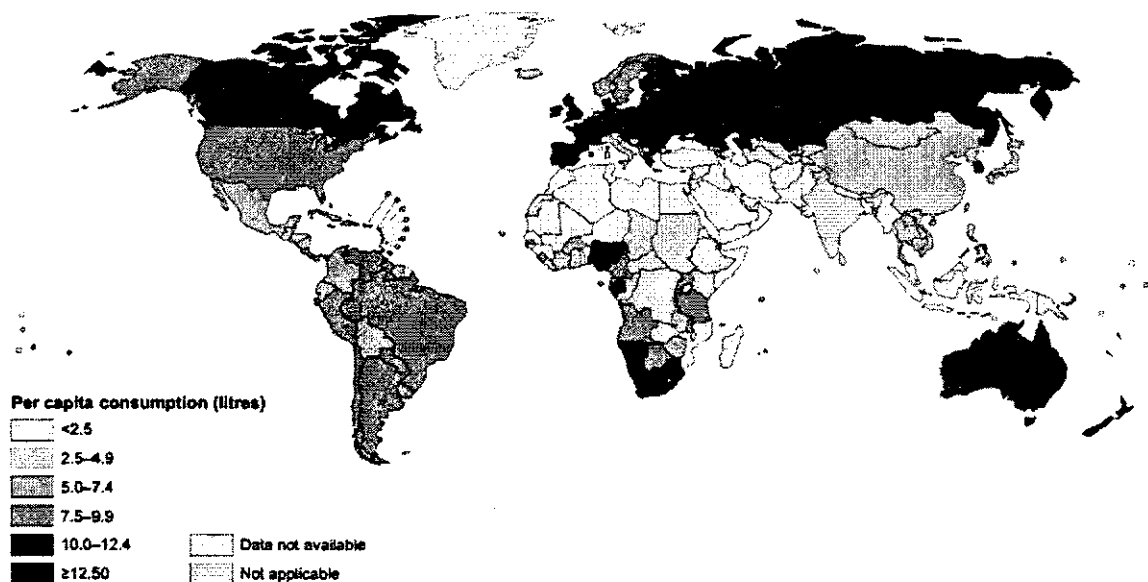 Per capita consumption (litres)
<2.5
2.5–4.9
5.0–7.4
7.5–9.9
10.0–12.4
≥12.50
Data not available
Not applicable